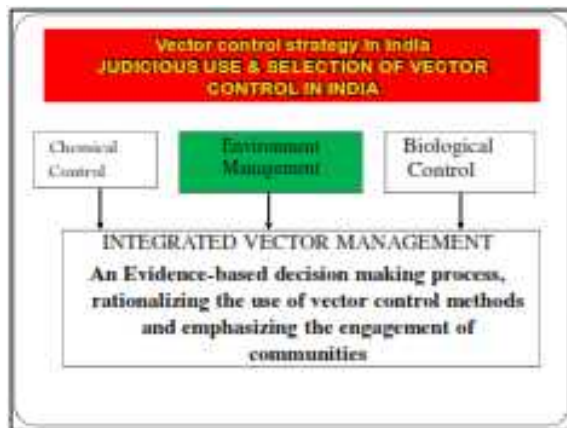 Vector control strategy in India
JUDICIOUS USE & SELECTION OF VECTOR
CONTROL IN INDIA
Chemical
Control
Environment
Management
Biological
Control
INTEGRATED VECTOR MANAGEMENT
An Evidence-based decision making process,
rationalizing the use of vector control methods
and emphasizing the engagement of
communities